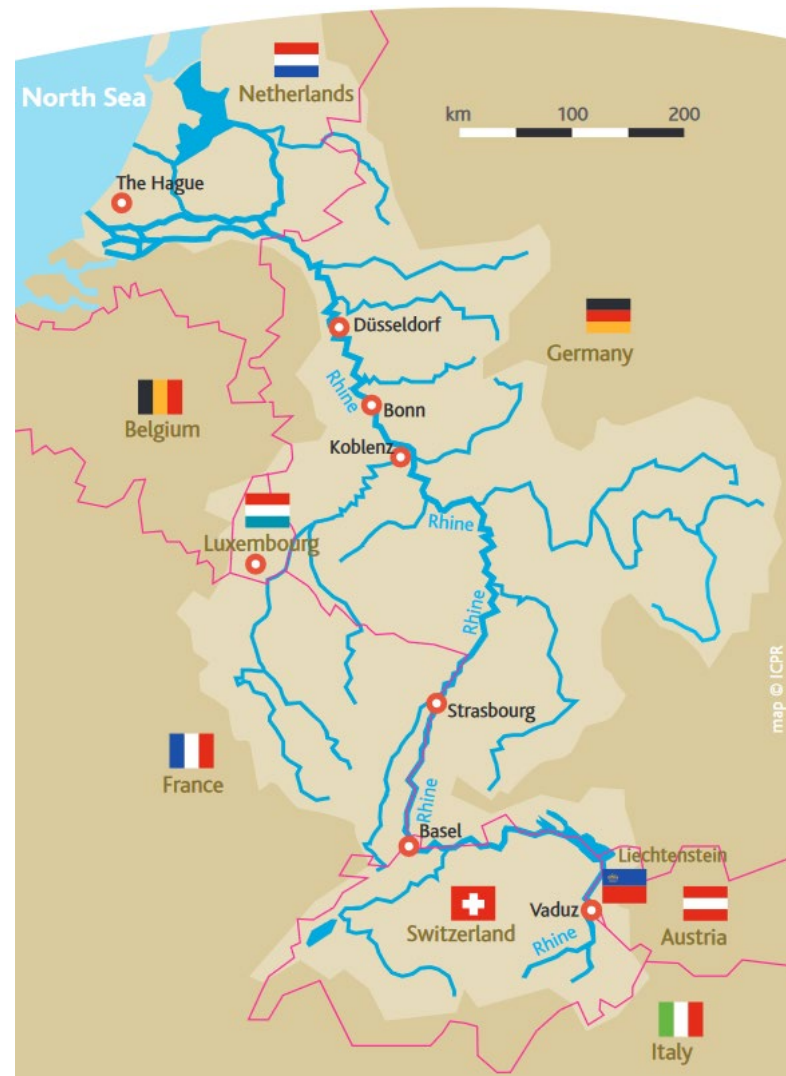 North Sea
Netherlands
km 100 200
The Hague
Düsseldorf
Germany
Rhine
Bonn
Belgium
Koblenz
Rhine
Luxembourg
Rhine
map © ICPR
Strasbourg
France
Rhine
Basel
Liechtenstein
Vaduz
Switzerland
Rhine
Austria
Italy